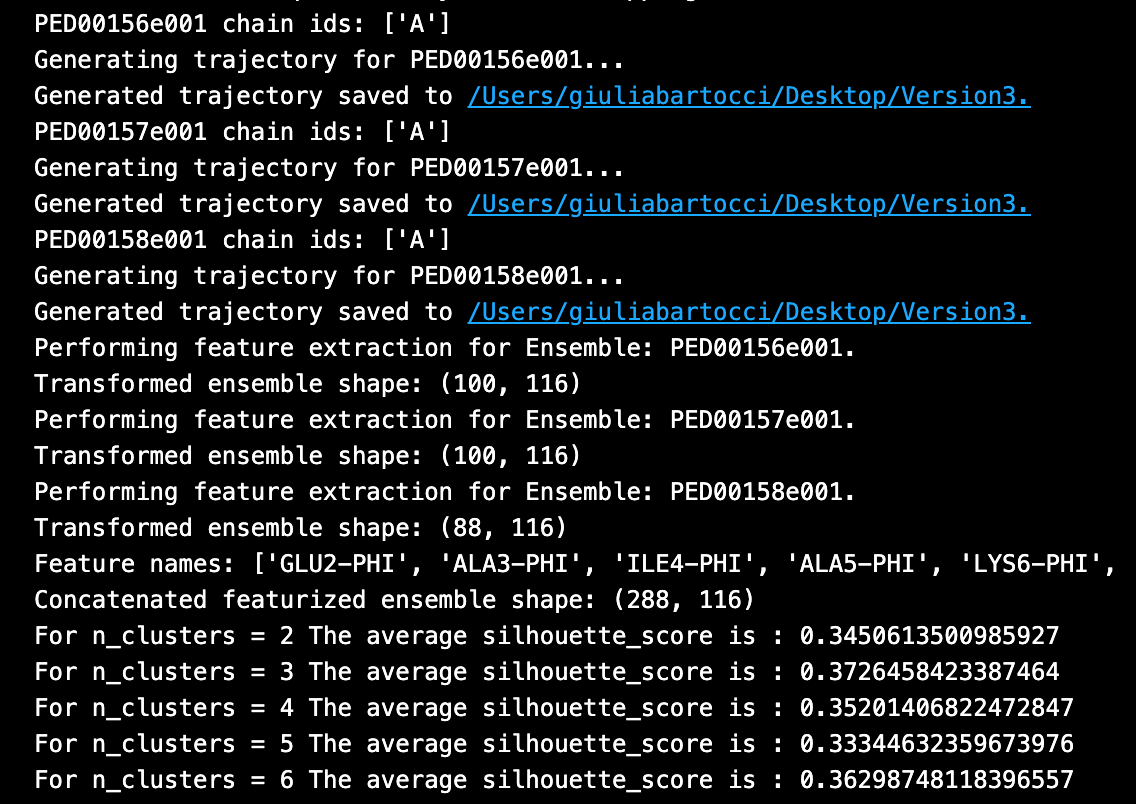 PED00156e001 chain ids: ['A']
Generating trajectory for PED00156e001...
Generated trajectory saved to /Users/giuliabartocci/Desktop/Version3.
PED00157e001 chain ids: ['A']
Generating trajectory for PED00157e001...
Generated trajectory saved to /Users/giuliabartocci/Desktop/Version3.
PED00158e001 chain ids: ['A']
Generating trajectory for PED00158e001...
Generated trajectory saved to /Users/giuliabartocci/Desktop/Version3.
Performing feature extraction for Ensemble: PED00156e001.
Transformed ensemble shape: (100, 116)
Performing feature extraction for Ensemble: PED00157e001.
Transformed ensemble shape: (100, 116)
Performing feature extraction for Ensemble: PED00158e001.
Transformed ensemble shape: (88, 116)
Feature names: ['GLU2-PHI', 'ALA3-PHI', 'ILE4-PHI', 'ALA5-PHI', 'LYS6-PHI',
Concatenated featurized ensemble shape: (288, 116)
For n_clusters = 2 The average silhouette_score is : 0.3450613500985927
For n_clusters = 3 The average silhouette_score is : 0.3726458423387464
For n_clusters = 4 The average silhouette_score is : 0.35201406822472847
For n_clusters = 5 The average silhouette_score is : 0.33344632359673976
For n_clusters = 6 The average silhouette_score is : 0.36298748118396557